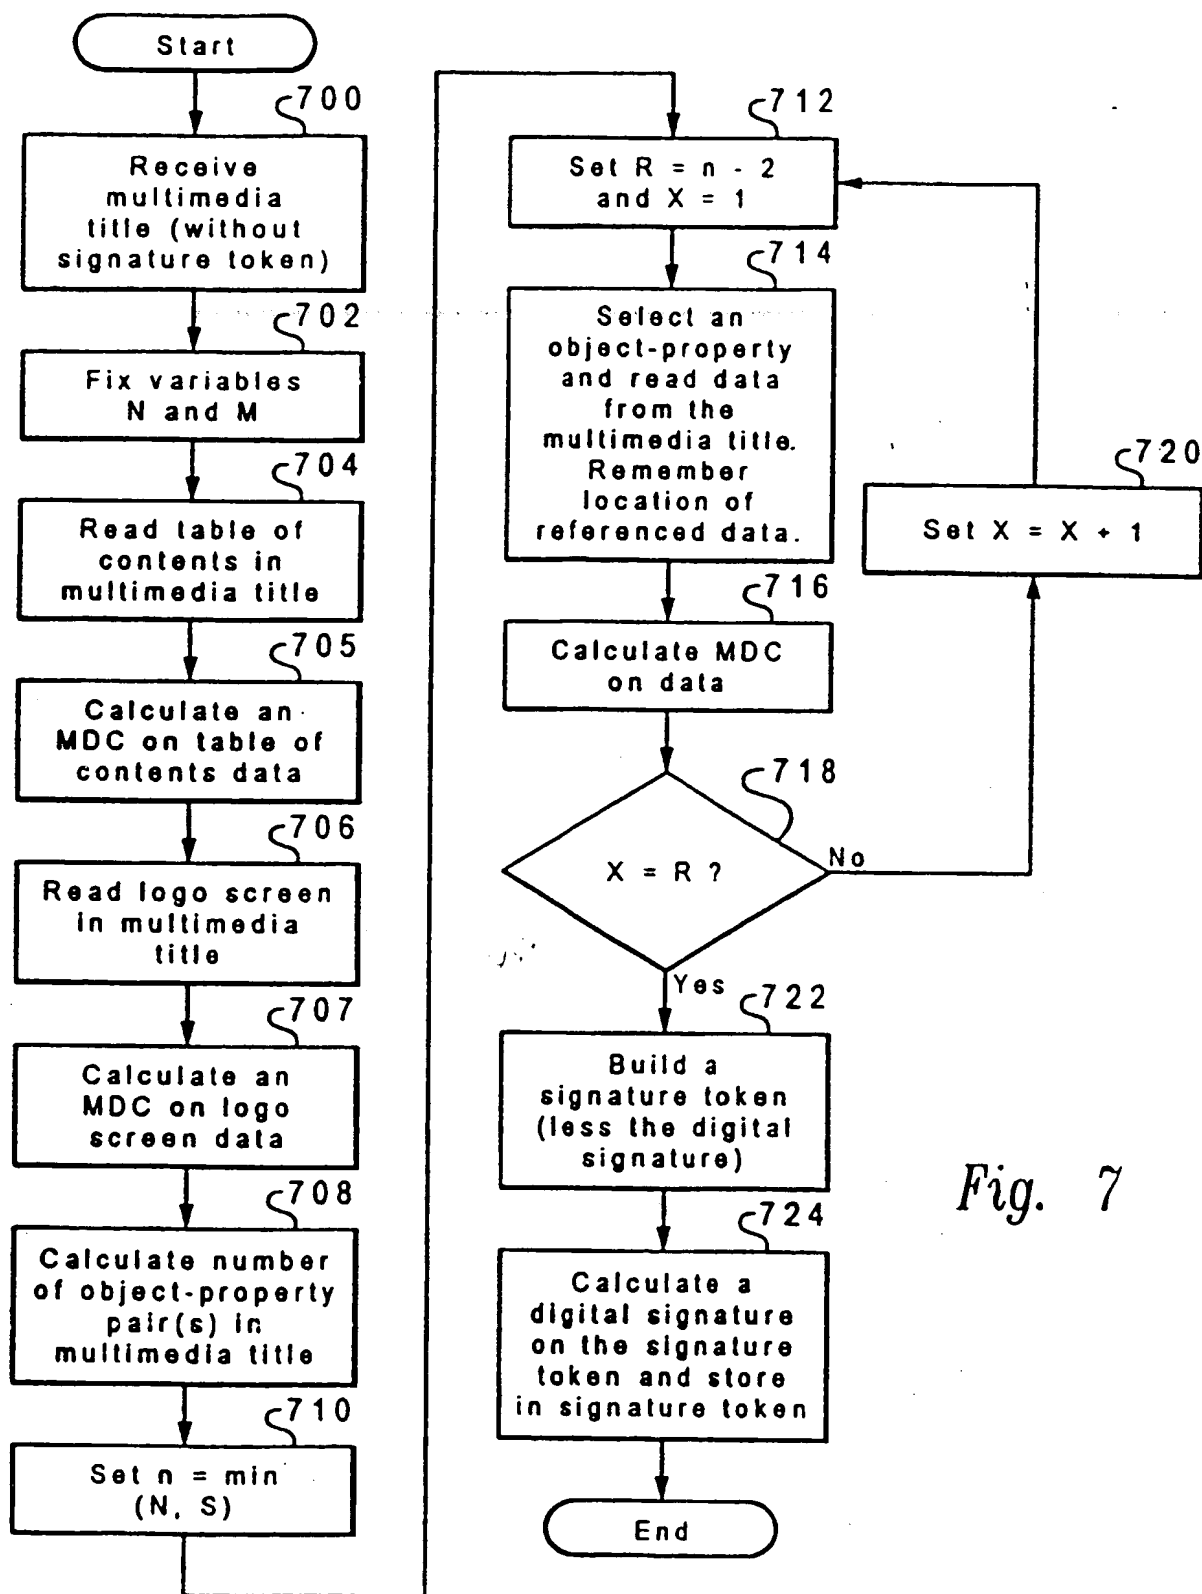 Start
700
Receive
multimedia
title (without
signature token)
702
Fix variables
N and M
704
Read table of
contents in
multimedia title
705
Calculate an
MDC on table of
contents data
706
Read logo screen
in multimedia
title
707
Calculate an
MDC on logo
screen data
708
Calculate number
of object-property
pair(s) in
multimedia title
710
Set n = min
(N, S)
712
Set R = n - 2
and X = 1
714
Select an
object-property
and read data
from the
multimedia title.
Remember
location of
referenced data.
716
Calculate MDC
on data
718
X = R ?
No
720
Set X = X + 1
Yes
722
Build a
signature token
(less the digital
signature)
724
Calculate a
digital signature
on the signature
token and store
in signature token
End
Fig. 7